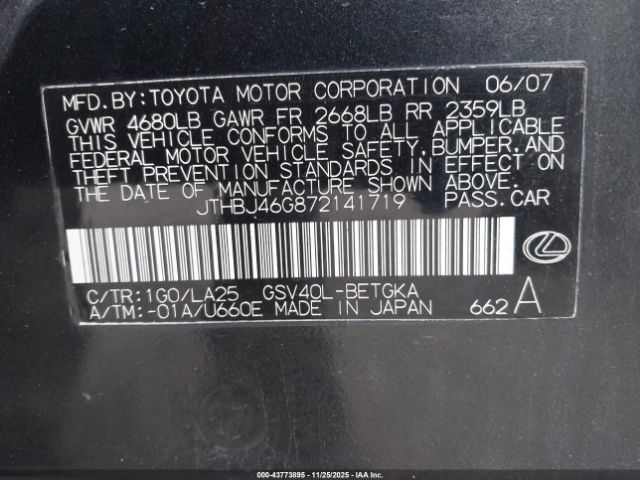 MFD.BY:TOYOTA MOTOR CORPORATION 06/07
GVWR 4680LB GAWR FR 2668LB RR 2359LB
THIS VEHICLE CONFORMS TO ALL APPLICABLE
FEDERAL MOTOR VEHICLE SAFETY,BUMPER,AND
THEFT PREVENTION STANDARDS IN EFFECT ON
THE DATE OF MANUFACTURE SHOWN ABOVE.
JTHBJ46G872141719 PASS.CAR
C/TR:1G0/LA25 GSV40L-BETGKA
A/TM:-01A/U660E MADE IN JAPAN 662A
000-43773895 - 11/25/2025 - IAAI, Inc. Copyright